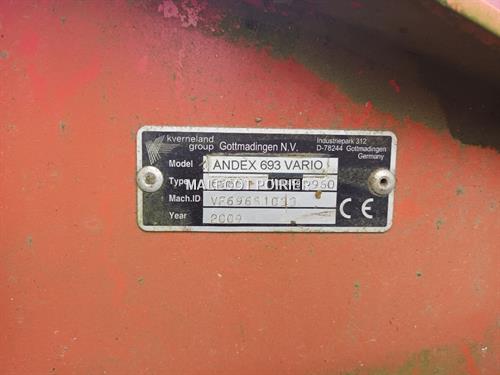 kverneland
group Gottmadingen N.V.
Industriepark 312
D-78244 Gottmadingen
Germany
Model ANDEX 693 VARIO
Type
MALEGOT POIRIER
Mach.ID
Year 2009
CE